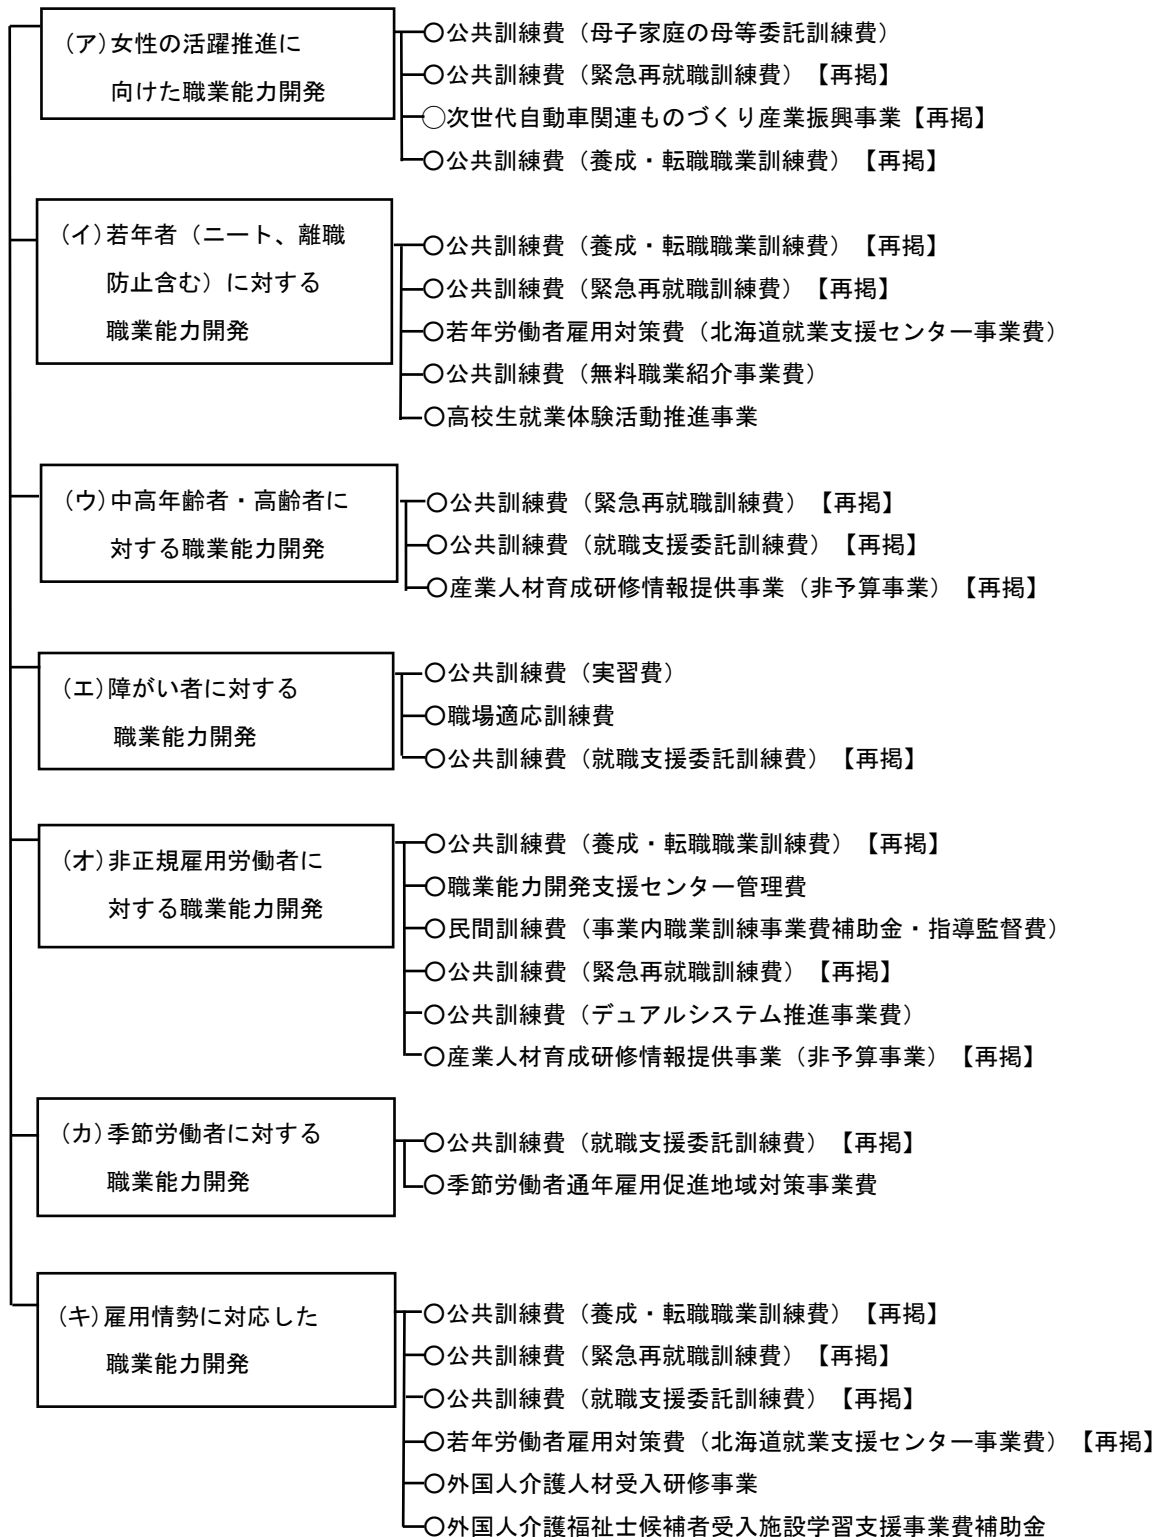 (ア)女性の活躍推進に
向けた職業能力開発
〇公共訓練費（母子家庭の母等委託訓練費）
〇公共訓練費（緊急再就職訓練費）【再掲】
◯次世代自動車関連ものづくり産業振興事業【再掲】
〇公共訓練費（養成・転職職業訓練費）【再掲】
(イ)若年者（ニート、離職
防止含む）に対する
職業能力開発
〇公共訓練費（養成・転職職業訓練費）【再掲】
〇公共訓練費（緊急再就職訓練費）【再掲】
〇若年労働者雇用対策費（北海道就業支援センター事業費）
〇公共訓練費（無料職業紹介事業費）
〇高校生就業体験活動推進事業
(ウ)中高年齢者・高齢者に
対する職業能力開発
〇公共訓練費（緊急再就職訓練費）【再掲】
〇公共訓練費（就職支援委託訓練費）【再掲】
〇産業人材育成研修情報提供事業（非予算事業）【再掲】
(エ)障がい者に対する
職業能力開発
〇公共訓練費（実習費）
〇職場適応訓練費
〇公共訓練費（就職支援委託訓練費）【再掲】
(オ)非正規雇用労働者に
対する職業能力開発
〇公共訓練費（養成・転職職業訓練費）【再掲】
〇職業能力開発支援センター管理費
〇民間訓練費（事業内職業訓練事業費補助金・指導監督費）
〇公共訓練費（緊急再就職訓練費）【再掲】
〇公共訓練費（デュアルシステム推進事業費）
〇産業人材育成研修情報提供事業（非予算事業）【再掲】
(カ)季節労働者に対する
職業能力開発
〇公共訓練費（就職支援委託訓練費）【再掲】
〇季節労働者通年雇用促進地域対策事業費
(キ)雇用情勢に対応した
職業能力開発
〇公共訓練費（養成・転職職業訓練費）【再掲】
〇公共訓練費（緊急再就職訓練費）【再掲】
〇公共訓練費（就職支援委託訓練費）【再掲】
〇若年労働者雇用対策費（北海道就業支援センター事業費）【再掲】
〇外国人介護人材受入研修事業
〇外国人介護福祉士候補者受入施設学習支援事業費補助金